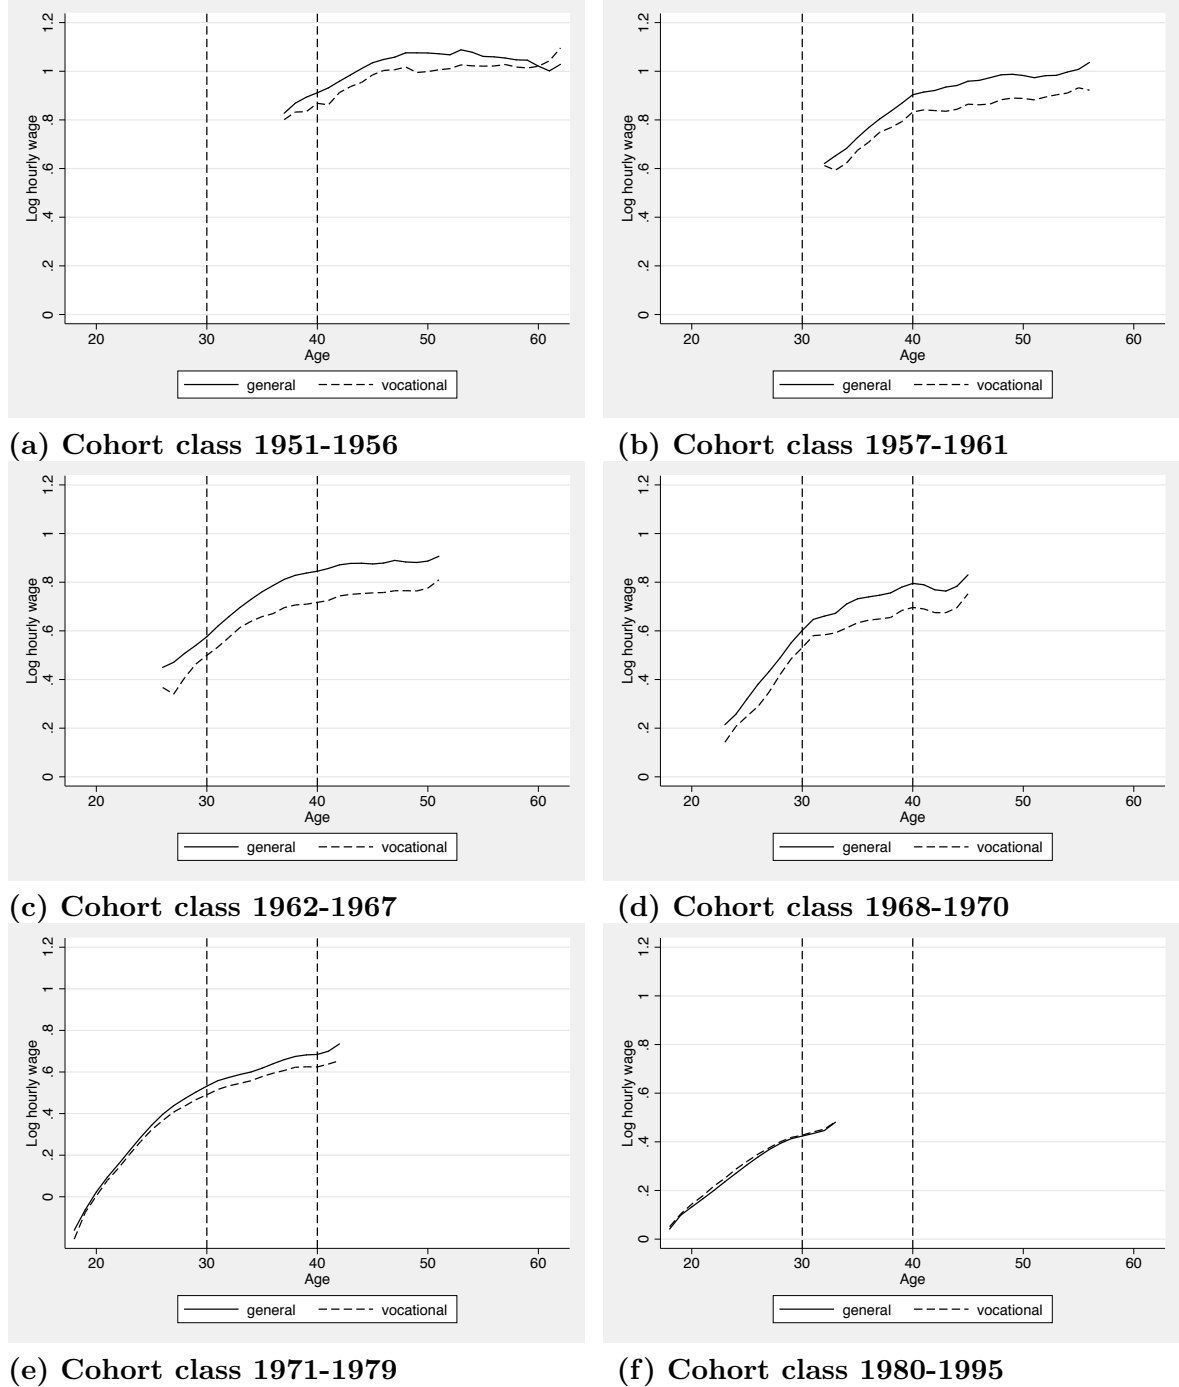 Log hourly wage
0 .2 .4 .6 .8 1 1.2
20 30 40 50 60
Age
general vocational
(a) Cohort class 1951-1956
Log hourly wage
0 .2 .4 .6 .8 1 1.2
20 30 40 50 60
Age
general vocational
(b) Cohort class 1957-1961
Log hourly wage
0 .2 .4 .6 .8 1 1.2
20 30 40 50 60
Age
general vocational
(c) Cohort class 1962-1967
Log hourly wage
0 .2 .4 .6 .8 1 1.2
20 30 40 50 60
Age
general vocational
(d) Cohort class 1968-1970
Log hourly wage
0 .2 .4 .6 .8 1 1.2
20 30 40 50 60
Age
general vocational
(e) Cohort class 1971-1979
Log hourly wage
0 .2 .4 .6 .8 1 1.2
20 30 40 50 60
Age
general vocational
(f) Cohort class 1980-1995